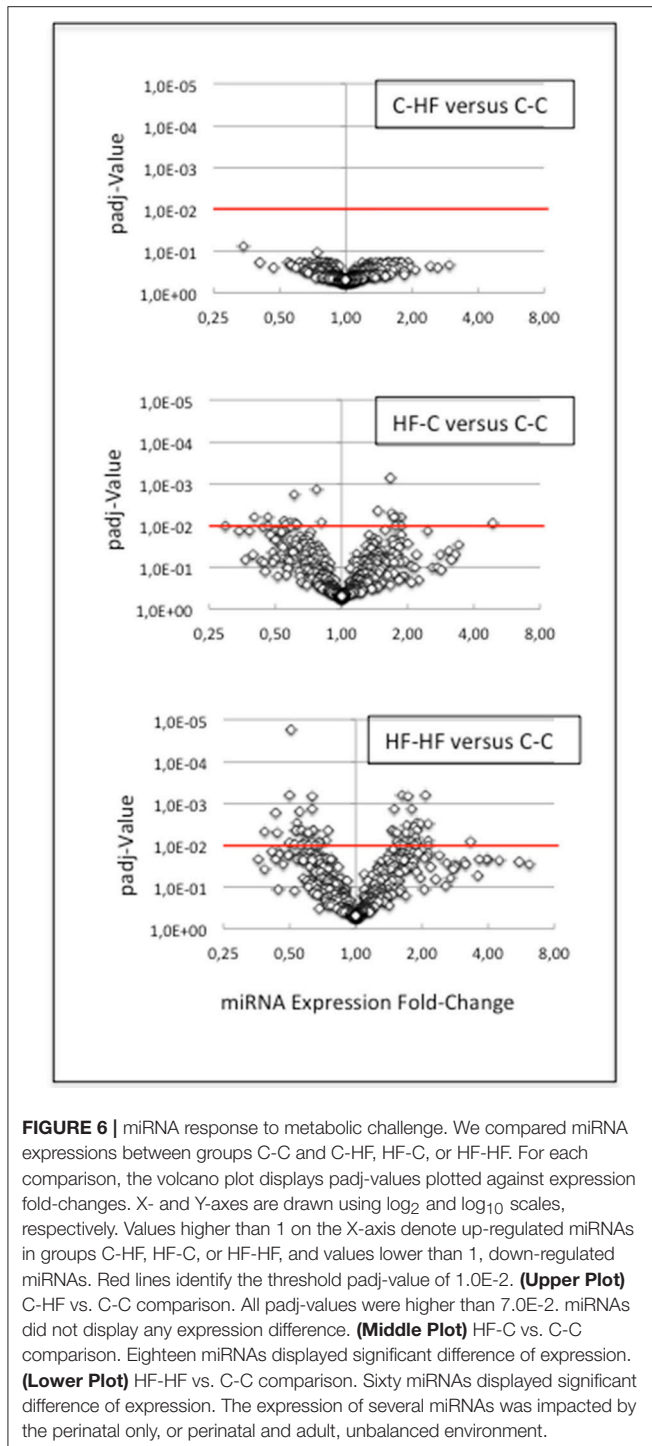 C-HF versus C-C
padj-Value
1,0E-05
1,0E-04
1,0E-03
1,0E-02
1,0E-01
1,0E+00
0,25 0,50 1,00 2,00 4,00 8,00
HF-C versus C-C
padj-Value
1,0E-05
1,0E-04
1,0E-03
1,0E-02
1,0E-01
1,0E+00
0,25 0,50 1,00 2,00 4,00 8,00
HF-HF versus C-C
padj-Value
1,0E-05
1,0E-04
1,0E-03
1,0E-02
1,0E-01
1,0E+00
0,25 0,50 1,00 2,00 4,00 8,00
miRNA Expression Fold-Change
FIGURE 6 | miRNA response to metabolic challenge. We compared miRNA
expressions between groups C-C and C-HF, HF-C, or HF-HF. For each
comparison, the volcano plot displays padj-values plotted against expression
fold-changes. X- and Y-axes are drawn using log2 and log10 scales,
respectively. Values higher than 1 on the X-axis denote up-regulated miRNAs
in groups C-HF, HF-C, or HF-HF, and values lower than 1, down-regulated
miRNAs. Red lines identify the threshold padj-value of 1.0E-2. (Upper Plot)
C-HF vs. C-C comparison. All padj-values were higher than 7.0E-2. miRNAs
did not display any expression difference. (Middle Plot) HF-C vs. C-C
comparison. Eighteen miRNAs displayed significant difference of expression.
(Lower Plot) HF-HF vs. C-C comparison. Sixty miRNAs displayed significant
difference of expression. The expression of several miRNAs was impacted by
the perinatal only, or perinatal and adult, unbalanced environment.